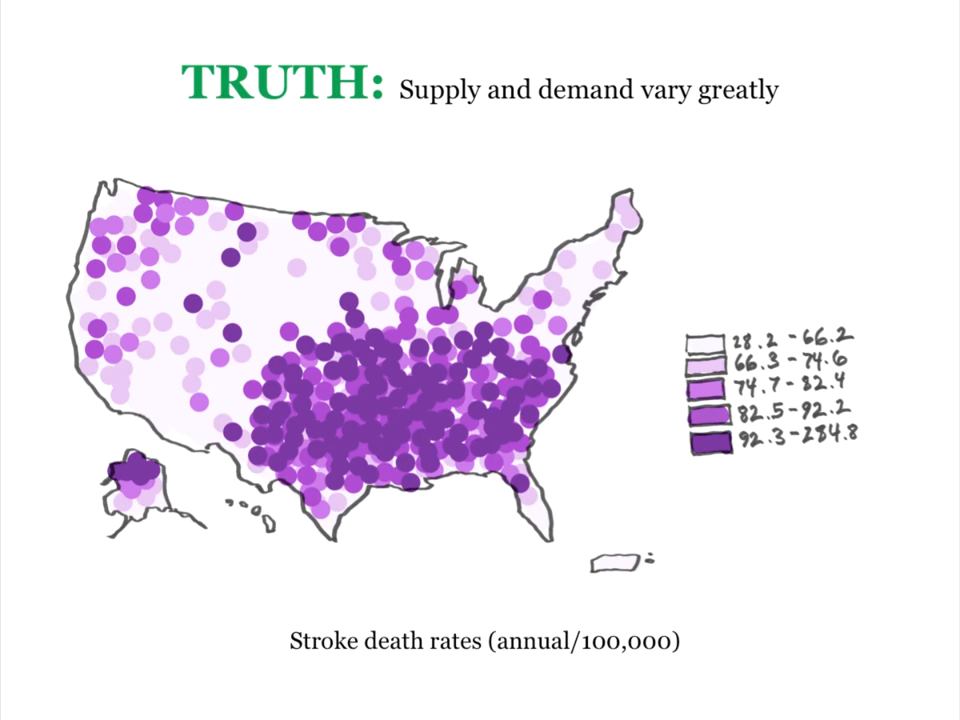 TRUTH: Supply and demand vary greatly
28.2 - 66.2
66.3 - 74.6
74.7 - 82.4
82.5 - 92.2
92.3 - 284.8
Stroke death rates (annual/100,000)